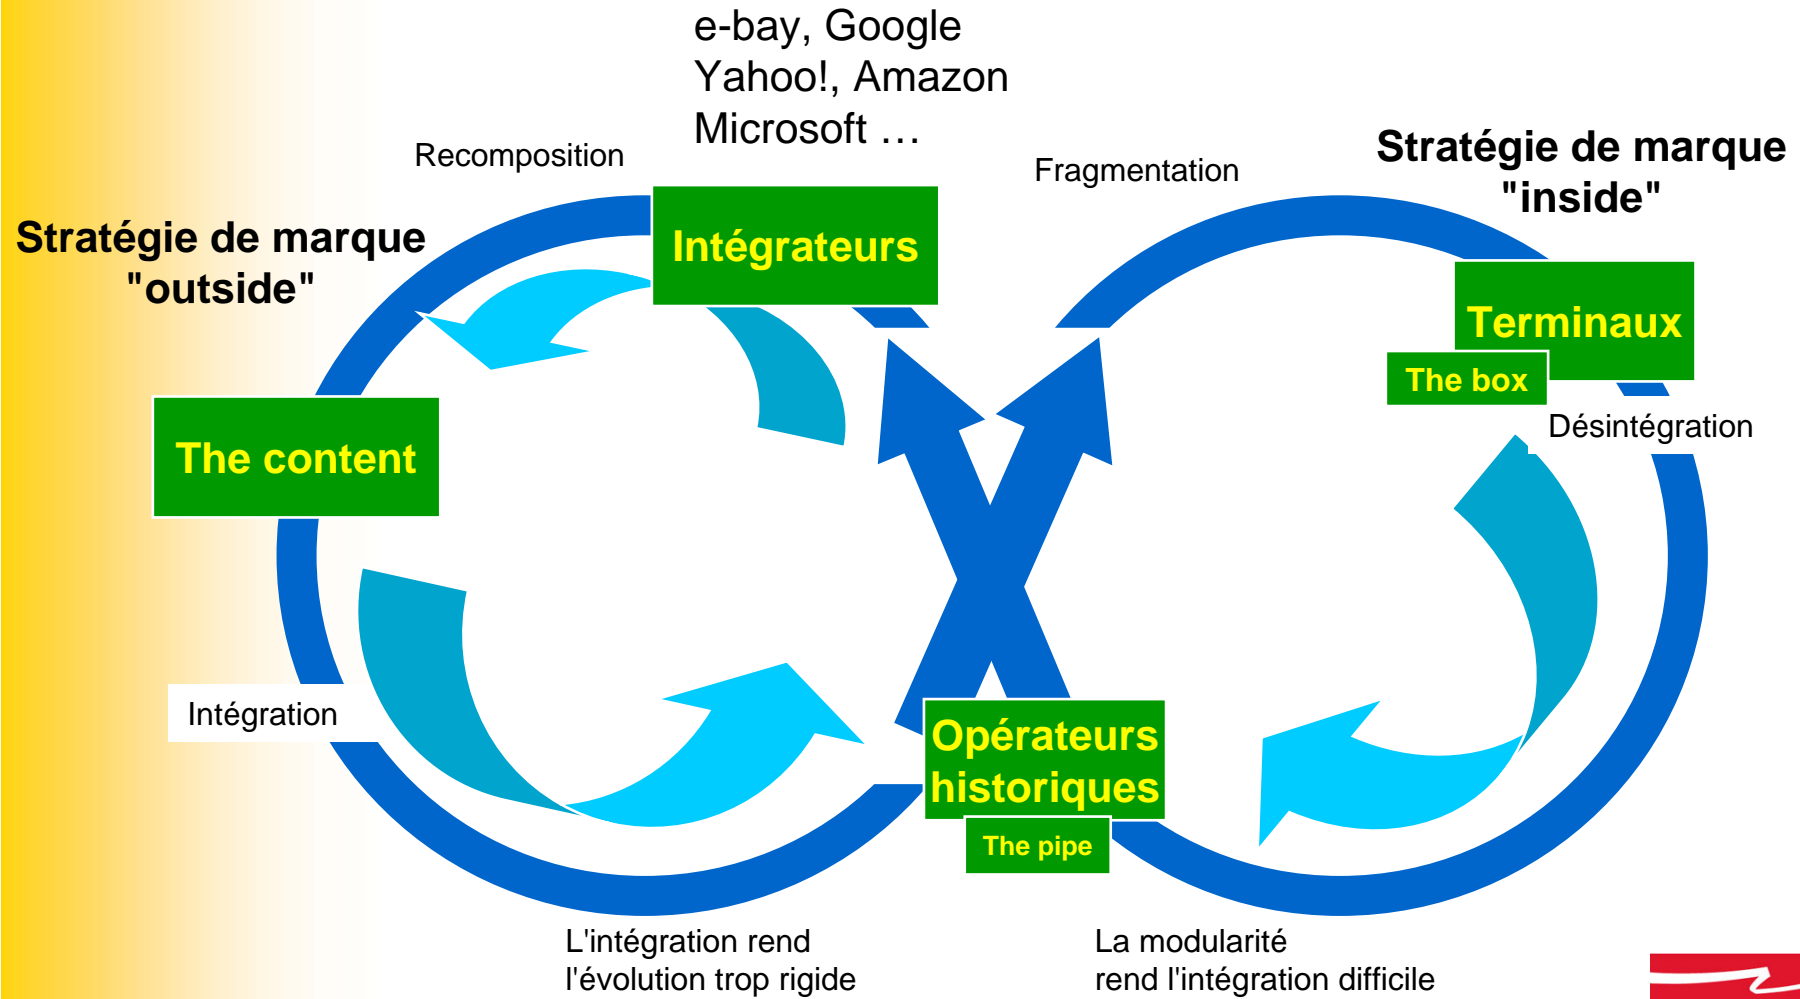 e-bay, Google
Yahoo!, Amazon
Microsoft …
Recomposition
Fragmentation
Stratégie de marque
"inside"
Stratégie de marque
"outside"
Intégrateurs
Terminaux
The box
Désintégration
The content
Intégration
Opérateurs
historiques
The pipe
L'intégration rend
l'évolution trop rigide
La modularité
rend l'intégration difficile